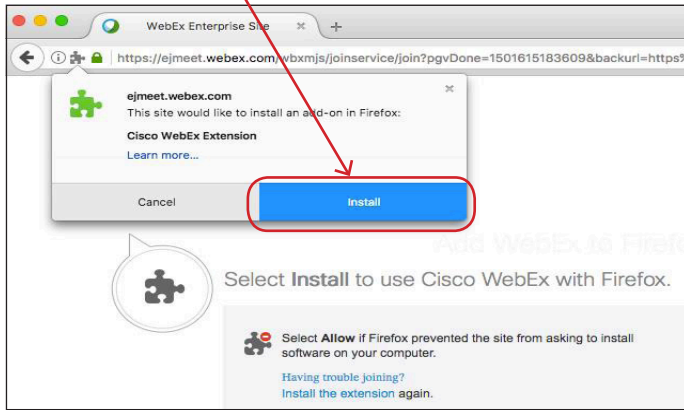 WebEx Enterprise Site
https://ejmeet.webex.com/wbxmjs/joinservice/join?pgvDone=1501615183609&backurl=https%
ejmeet.webex.com
This site would like to install an add-on in Firefox:
Cisco WebEx Extension
Learn more...
Cancel
Install
Add WebEx to Firefo
Select Install to use Cisco WebEx with Firefox.
Select Allow if Firefox prevented the site from asking to install
software on your computer.
Having trouble joining?
Install the extension again.